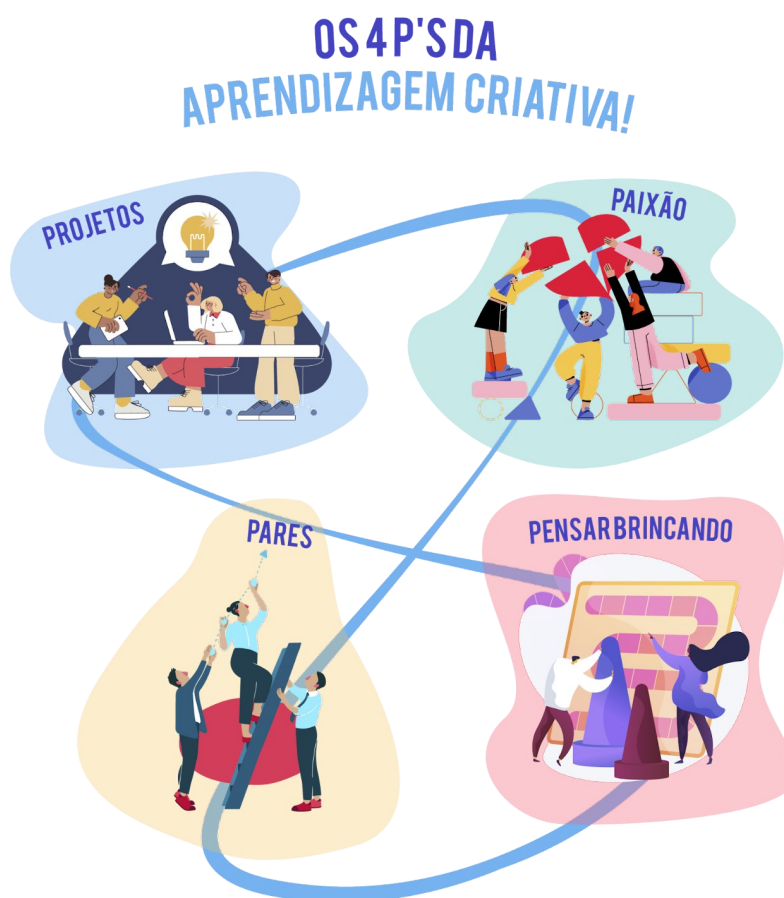 OS 4 P'S DA
APRENDIZAGEM CRIATIVA!
PROJETOS
PAIXÃO
PARES
PENSAR BRINCANDO